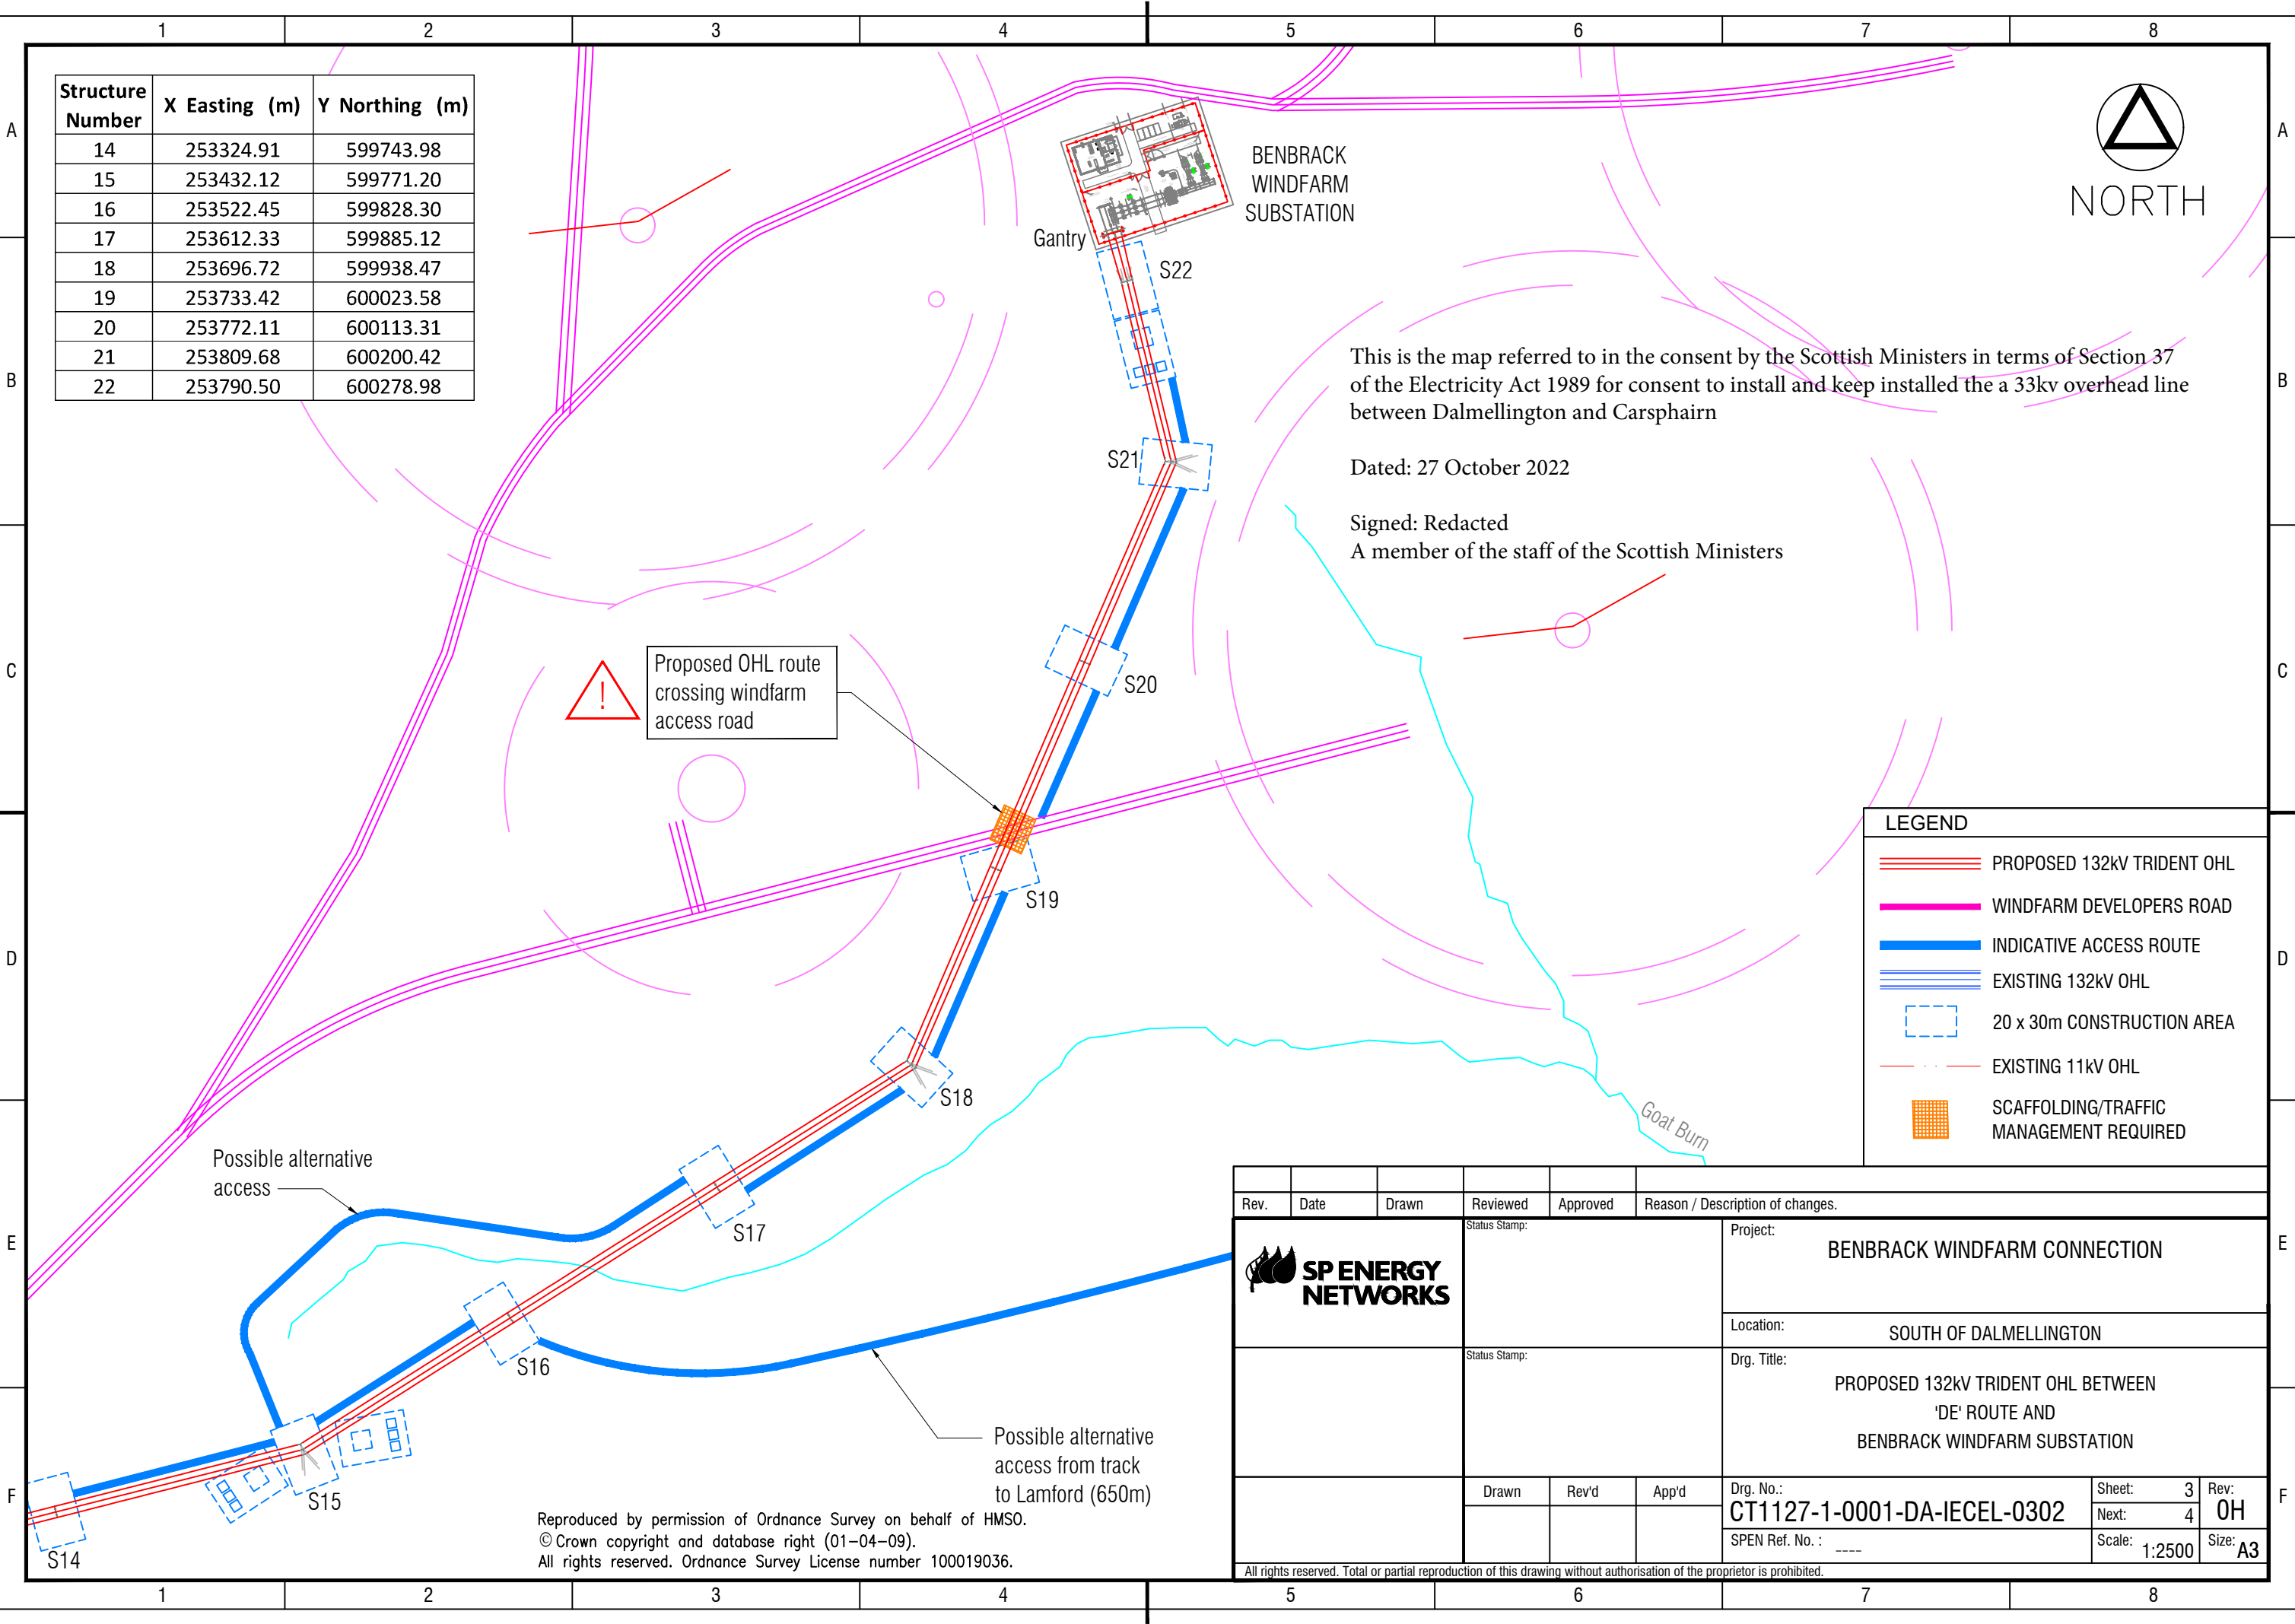 1 2 3 4 5 6 7 8
A A
B B
C C
D D
E E
F F
Structure Number X Easting (m) Y Northing (m)
14 253324.91 599743.98
15 253432.12 599771.20
16 253522.45 599828.30
17 253612.33 599885.12
18 253696.72 599938.47
19 253733.42 600023.58
20 253772.11 600113.31
21 253809.68 600200.42
22 253790.50 600278.98
BENBRACK
WINDFARM
SUBSTATION
Gantry
S22
NORTH
This is the map referred to in the consent by the Scottish Ministers in terms of Section 37
of the Electricity Act 1989 for consent to install and keep installed the a 33kv overhead line
between Dalmellington and Carsphairn
Dated: 27 October 2022
Signed: Redacted
A member of the staff of the Scottish Ministers
S21
S20
!
Proposed OHL route
crossing windfarm
access road
S19
S18
S17
S16
S15
S14
Goat Burn
Possible alternative
access
Possible alternative
access from track
to Lamford (650m)
LEGEND
PROPOSED 132kV TRIDENT OHL
WINDFARM DEVELOPERS ROAD
INDICATIVE ACCESS ROUTE
EXISTING 132kV OHL
20 x 30m CONSTRUCTION AREA
EXISTING 11kV OHL
SCAFFOLDING/TRAFFIC
MANAGEMENT REQUIRED
Reproduced by permission of Ordnance Survey on behalf of HMSO.
© Crown copyright and database right (01-04-09).
All rights reserved. Ordnance Survey License number 100019036.
Rev. Date Drawn Reviewed Approved Reason / Description of changes.
SP ENERGY
NETWORKS
Status Stamp:
Status Stamp:
Project:
BENBRACK WINDFARM CONNECTION
Location:
SOUTH OF DALMELLINGTON
Drg. Title:
PROPOSED 132kV TRIDENT OHL BETWEEN
'DE' ROUTE AND
BENBRACK WINDFARM SUBSTATION
Drawn Rev'd App'd
Drg. No.:
CT1127-1-0001-DA-IECEL-0302
Sheet: 3
Next: 4
Rev:
0H
SPEN Ref. No. : ----
Scale: 1:2500
Size: A3
All rights reserved. Total or partial reproduction of this drawing without authorisation of the proprietor is prohibited.
1 2 3 4 5 6 7 8